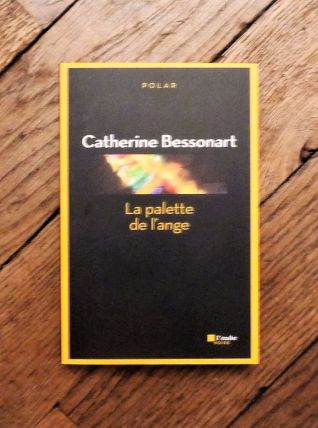 POLAR
Catherine Bessonart
La palette
de l'ange
l'aube
NOIRE